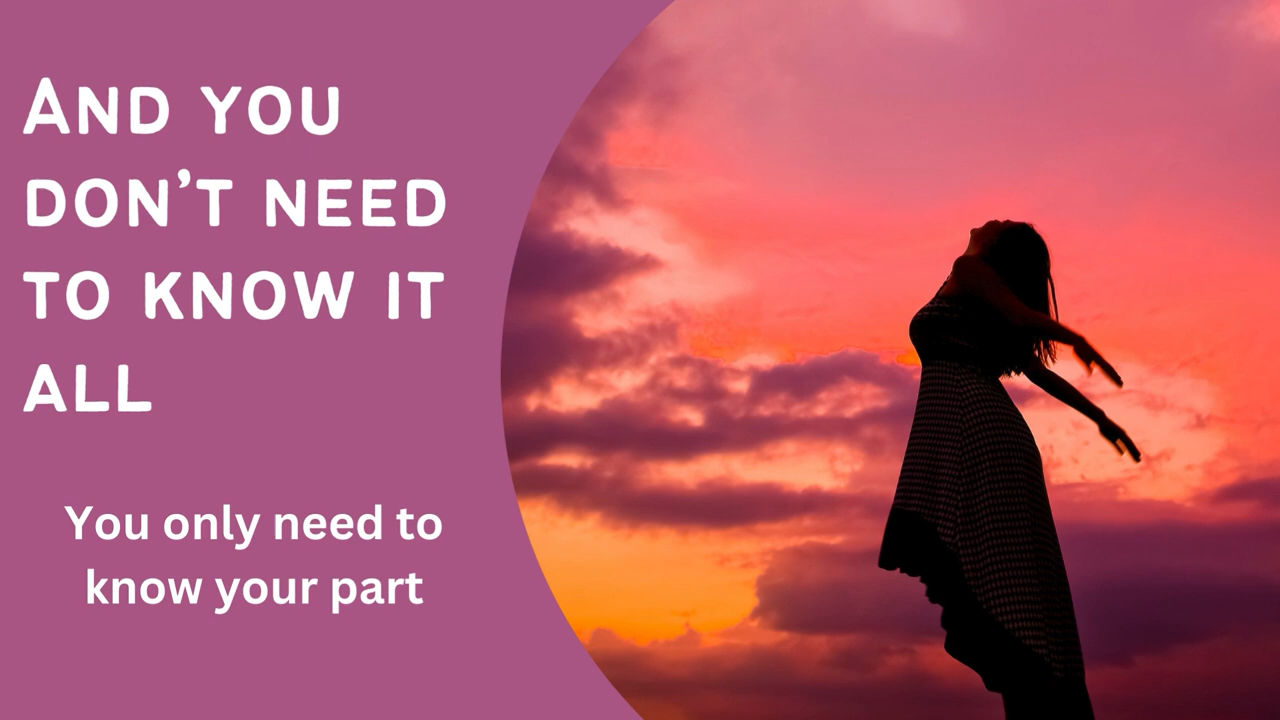 And you
don’t need
to know it
all
You only need to
know your part